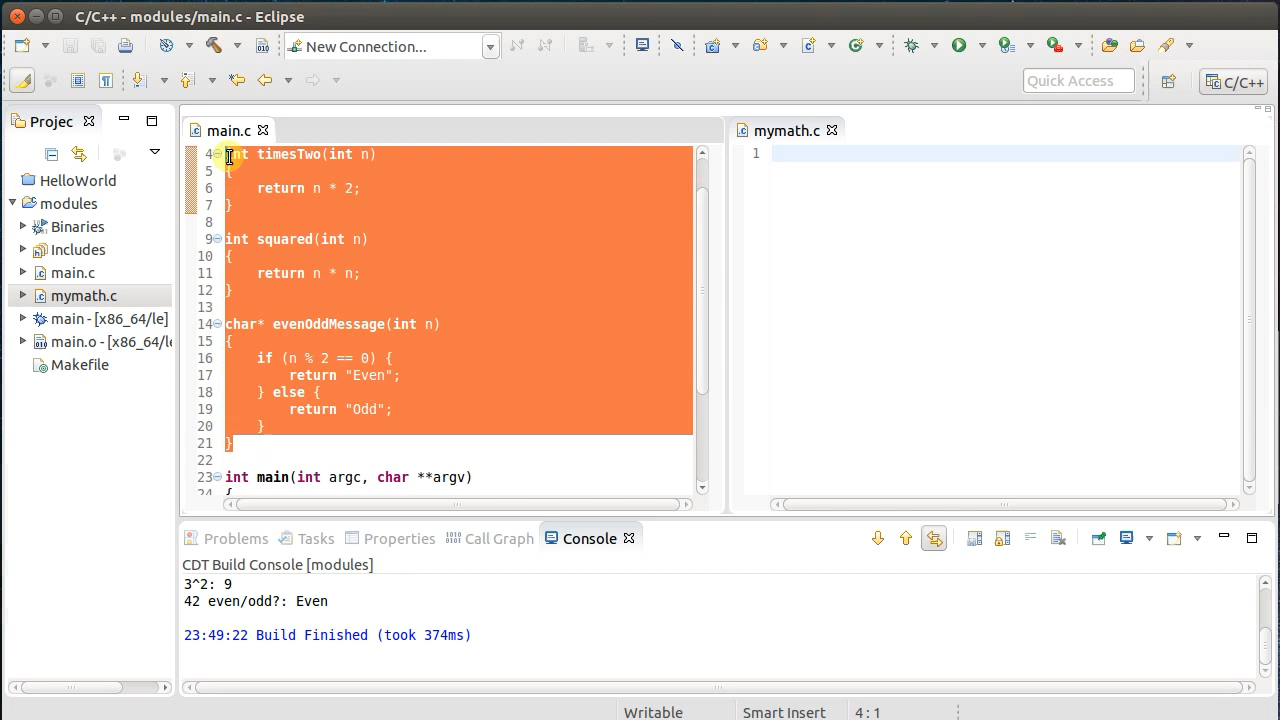 C/C++ - modules/main.c - Eclipse
New Connection...
Quick Access
C/C++
Projec
main.c
mymath.c
HelloWorld
modules
Binaries
Includes
main.c
mymath.c
main - [x86_64/le]
main.o - [x86_64/le
Makefile
4 int timesTwo(int n)
5 {
6 return n * 2;
7 }
8
9 int squared(int n)
10 {
11 return n * n;
12 }
13
14 char* evenOddMessage(int n)
15 {
16 if (n % 2 == 0) {
17 return "Even";
18 } else {
19 return "Odd";
20 }
21 }
22
23 int main(int argc, char **argv)
24 {
1
Problems Tasks Properties Call Graph Console
CDT Build Console [modules]
3^2: 9
42 even/odd?: Even
23:49:22 Build Finished (took 374ms)
Writable Smart Insert 4 : 1